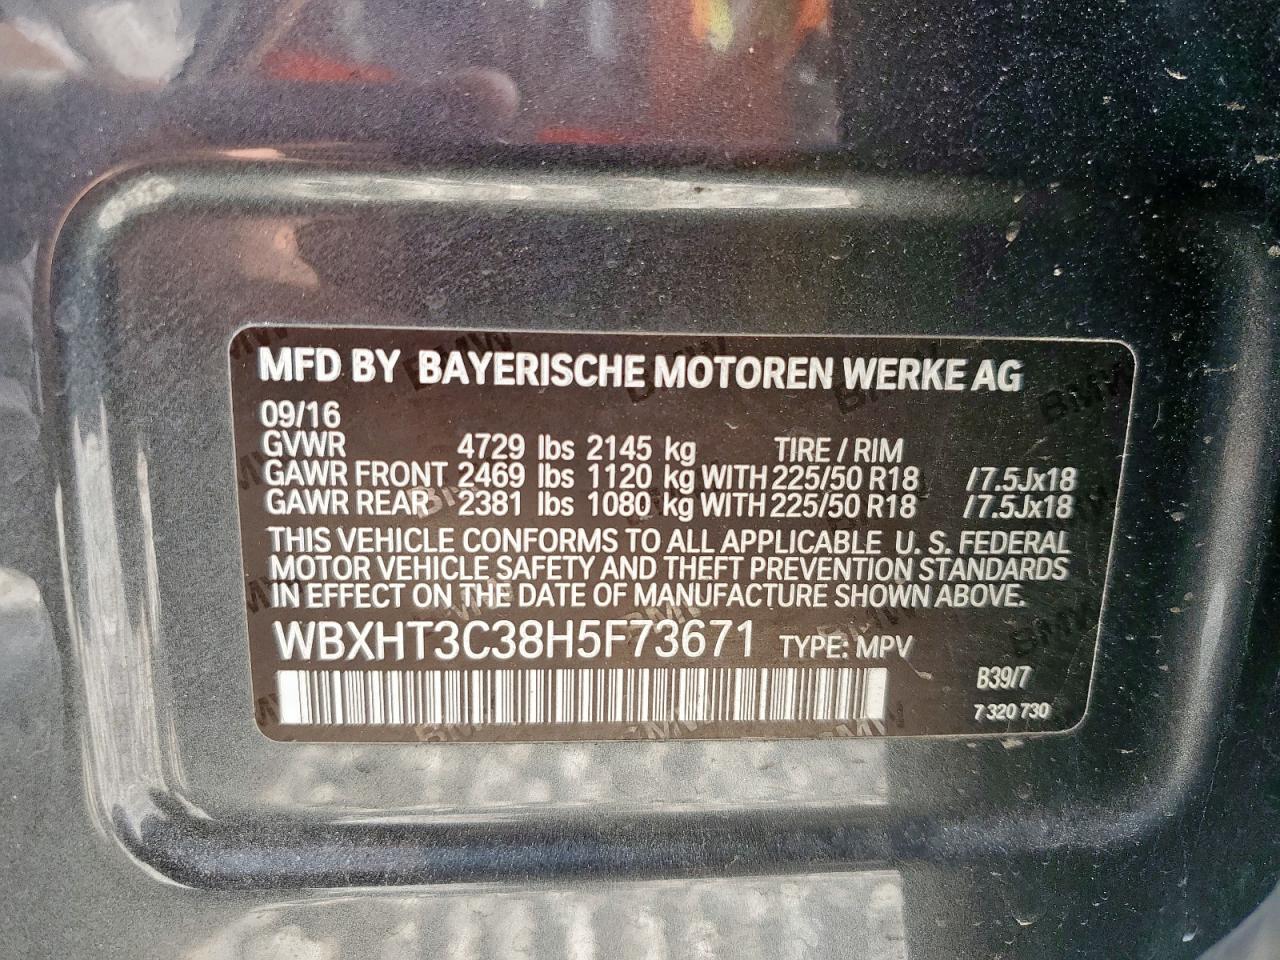 MFD BY BAYERISCHE MOTOREN WERKE AG
09/16
GVWR 4729 lbs 2145 kg TIRE / RIM
GAWR FRONT 2469 lbs 1120 kg WITH 225/50 R18 /7.5Jx18
GAWR REAR 2381 lbs 1080 kg WITH 225/50 R18 /7.5Jx18
THIS VEHICLE CONFORMS TO ALL APPLICABLE U. S. FEDERAL
MOTOR VEHICLE SAFETY AND THEFT PREVENTION STANDARDS
IN EFFECT ON THE DATE OF MANUFACTURE SHOWN ABOVE.
WBXHT3C38H5F73671 TYPE: MPV
B39/7
7 320 730